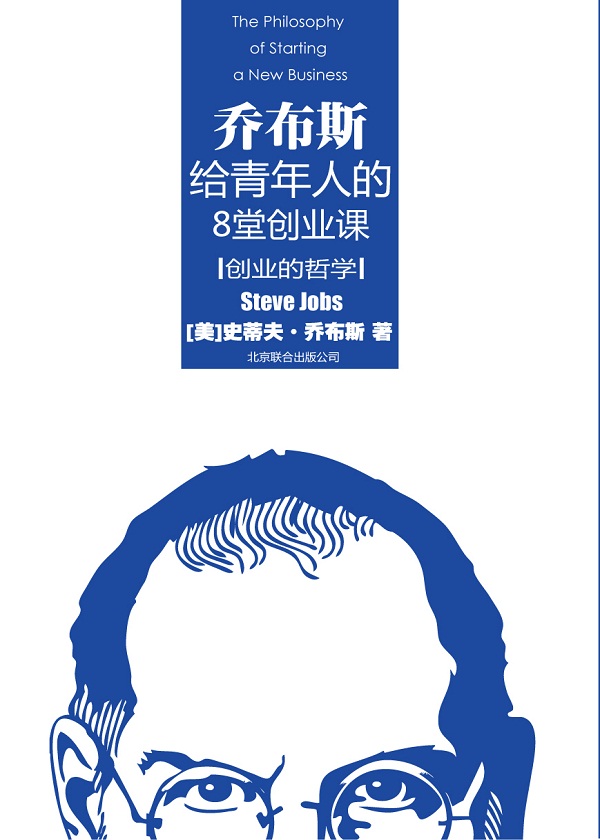 The Philosophy
of Starting
a New Business
乔布斯
给青年人的
8堂创业课
创业的哲学
Steve Jobs
[美]史蒂夫·乔布斯 著
北京联合出版公司